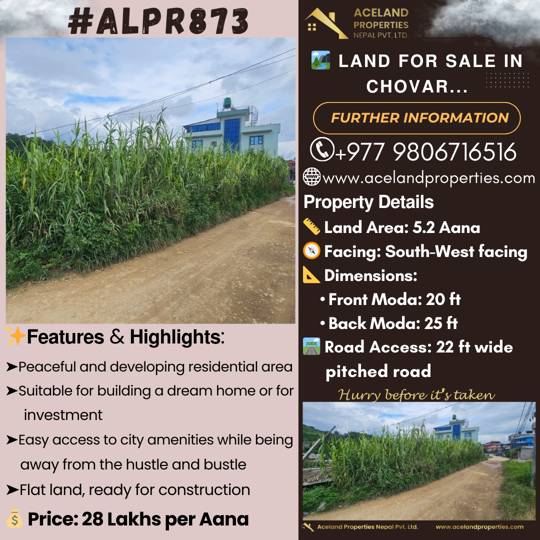 #ALPR873
✨Features & Highlights:
➤Peaceful and developing residential area
➤Suitable for building a dream home or for
investment
➤Easy access to city amenities while being
away from the hustle and bustle
➤Flat land, ready for construction
💰 Price: 28 Lakhs per Aana
ACELAND
PROPERTIES
NEPAL PVT. LTD.
🏞️ LAND FOR SALE IN
CHOVAR...
FURTHER INFORMATION
+977 9806716516
www.acelandproperties.com
Property Details
📏 Land Area: 5.2 Aana
🧭 Facing: South-West facing
📐 Dimensions:
• Front Moda: 20 ft
• Back Moda: 25 ft
🛣️ Road Access: 22 ft wide
pitched road
Hurry before it's taken
Aceland Properties Nepal Pvt. Ltd. www.acelandproperties.com